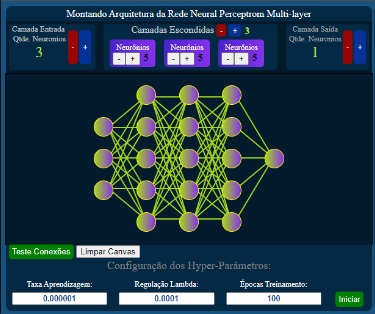 Montando Arquitetura da Rede Neural Perceptrom Multi-layer
Camada Entrada
Qtde. Neuronios
3
- +
Camadas Escondidas - + 3
Neurônios
- + 5
Neurônios
- + 5
Neurônios
- + 5
Camada Saída
Qtde. Neuronios
1
- +
Teste Conexões Limpar Canvas
Configuração dos Hyper-Parâmetros:
Taxa Aprendizagem: Regulação Lambda: Épocas Treinamento:
0.000001 0.0001 100 Iniciar